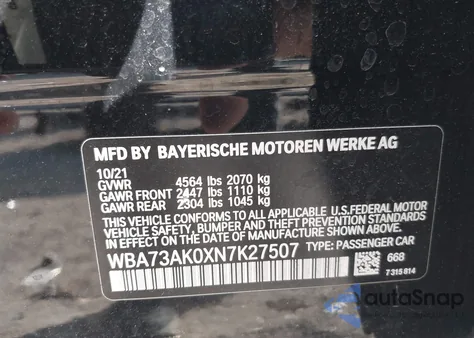 MFD BY BAYERISCHE MOTOREN WERKE AG
10/21
GVWR 4564 lbs 2070 kg
GAWR FRONT 2447 lbs 1110 kg
GAWR REAR 2304 lbs 1045 kg
THIS VEHICLE CONFORMS TO ALL APPLICABLE U.S.FEDERAL MOTOR
VEHICLE SAFETY, BUMPER AND THEFT PREVENTION STANDARDS
IN EFFECT ON THE DATE OF MANUFACTURE SHOWN ABOVE.
WBA73AK0XN7K27507 TYPE: PASSENGER CAR
668
7 315 814
autoSnap